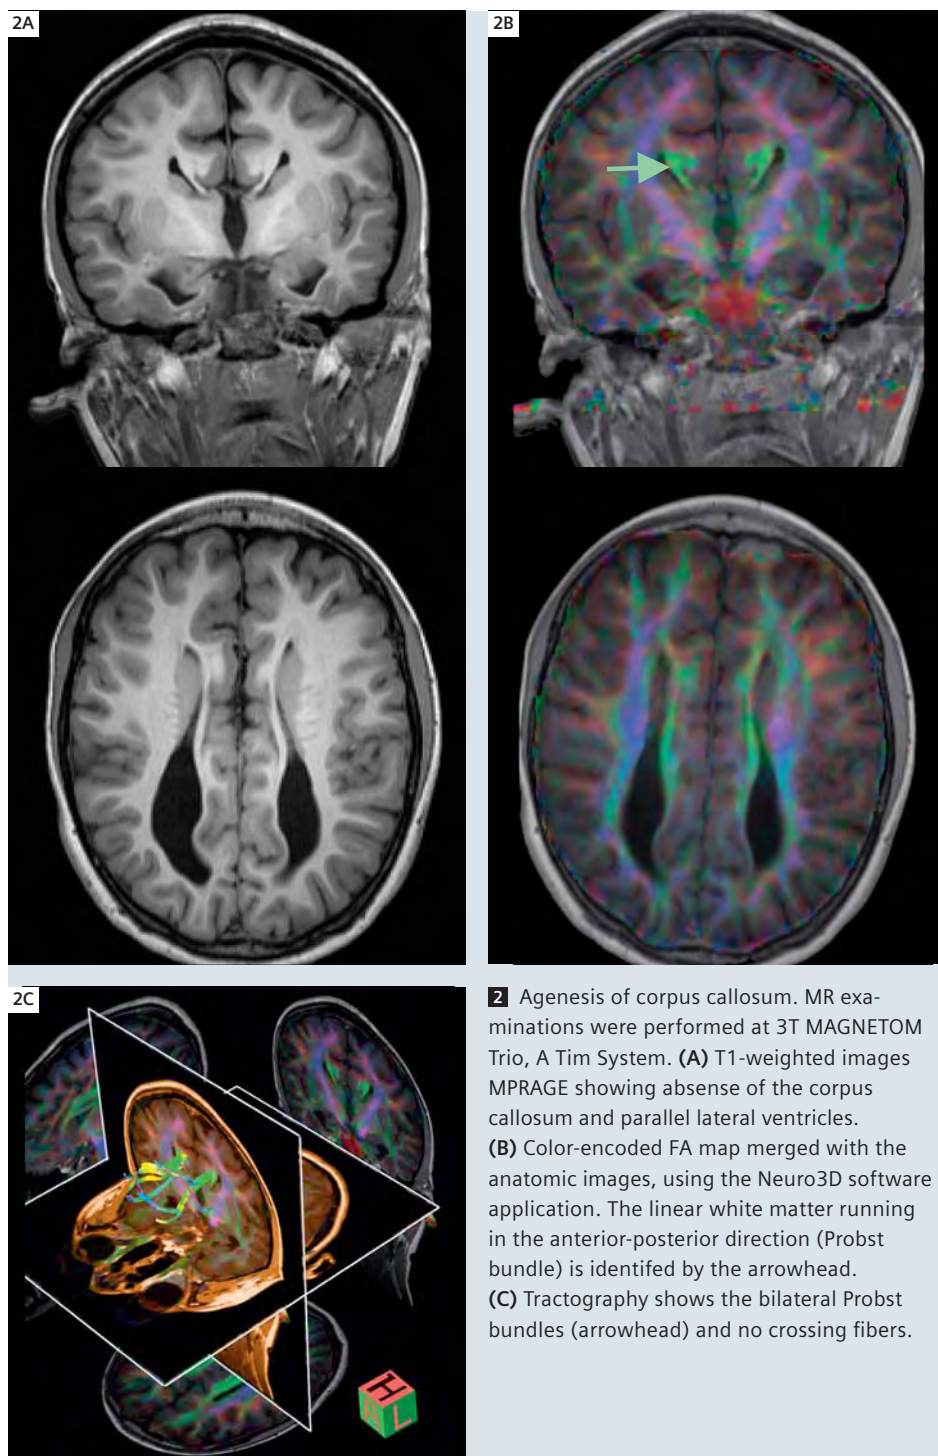 2A
2B
2C
2 Agenesis of corpus callosum. MR exa-
minations were performed at 3T MAGNETOM
Trio, A Tim System. (A) T1-weighted images
MPRAGE showing absense of the corpus
callosum and parallel lateral ventricles.
(B) Color-encoded FA map merged with the
anatomic images, using the Neuro3D software
application. The linear white matter running
in the anterior-posterior direction (Probst
bundle) is identifed by the arrowhead.
(C) Tractography shows the bilateral Probst
bundles (arrowhead) and no crossing fibers.
H
A L